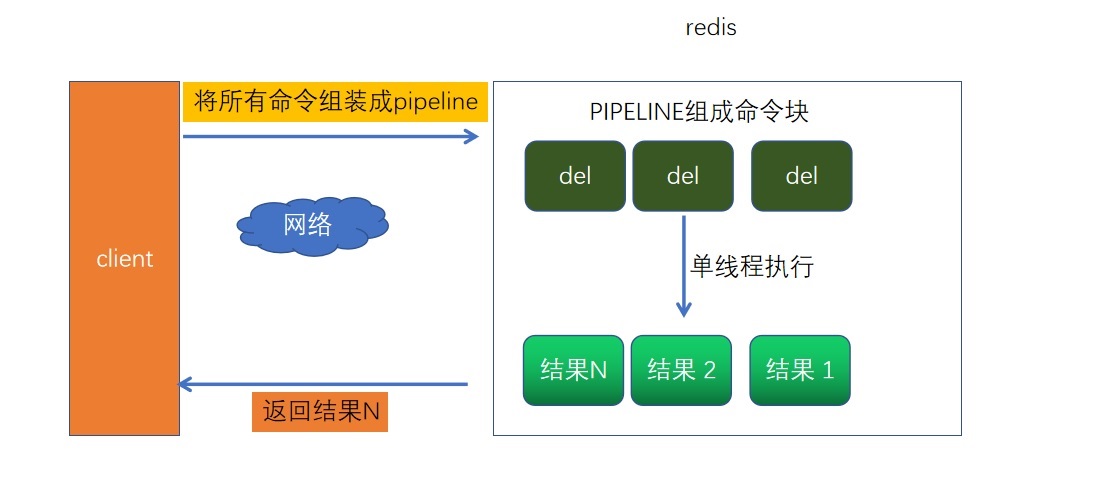 redis
将所有命令组装成pipeline
PIPELINE组成命令块
del
del
del
网络
client
单线程执行
结果N
结果 2
结果 1
返回结果N